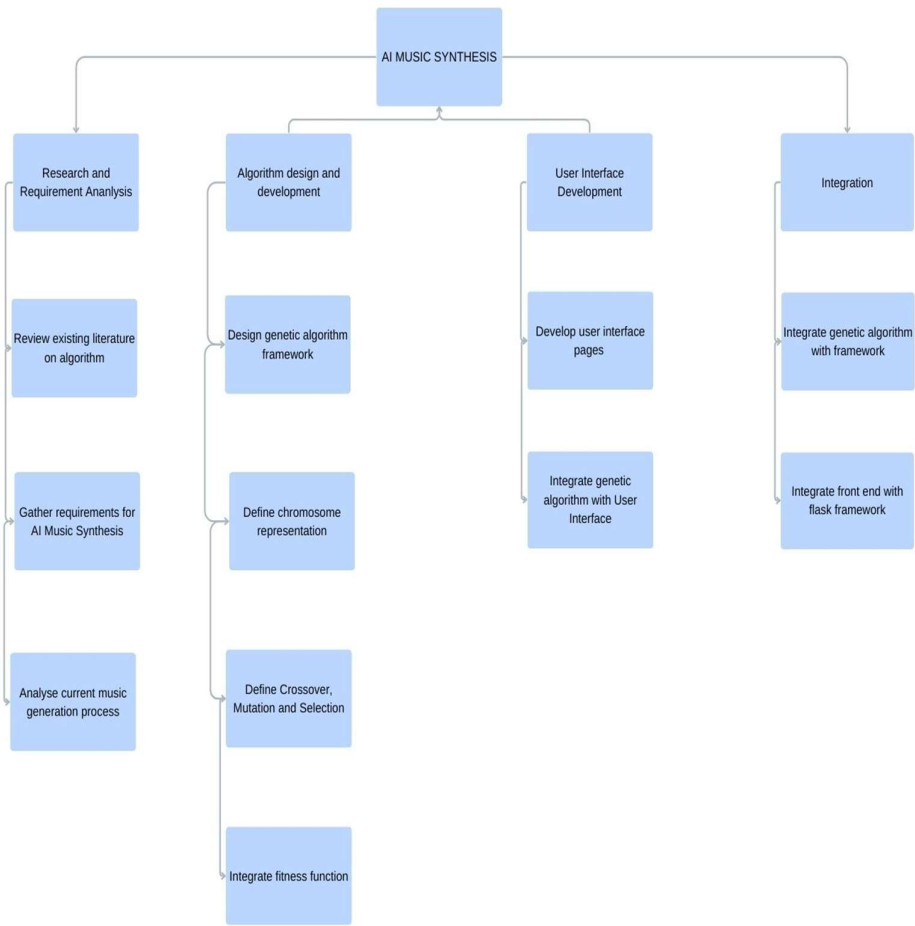 AI MUSIC SYNTHESIS
Research and
Requirement Ananlysis
Algorithm design and
development
User Interface
Development
Integration
Review existing literature
on algorithm
Design genetic algorithm
framework
Develop user interface
pages
Integrate genetic algorithm
with framework
Gather requirements for
AI Music Synthesis
Define chromosome
representation
Integrate genetic
algorithm with User
Interface
Integrate front end with
flask framework
Analyse current music
generation process
Define Crossover,
Mutation and Selection
Integrate fitness function